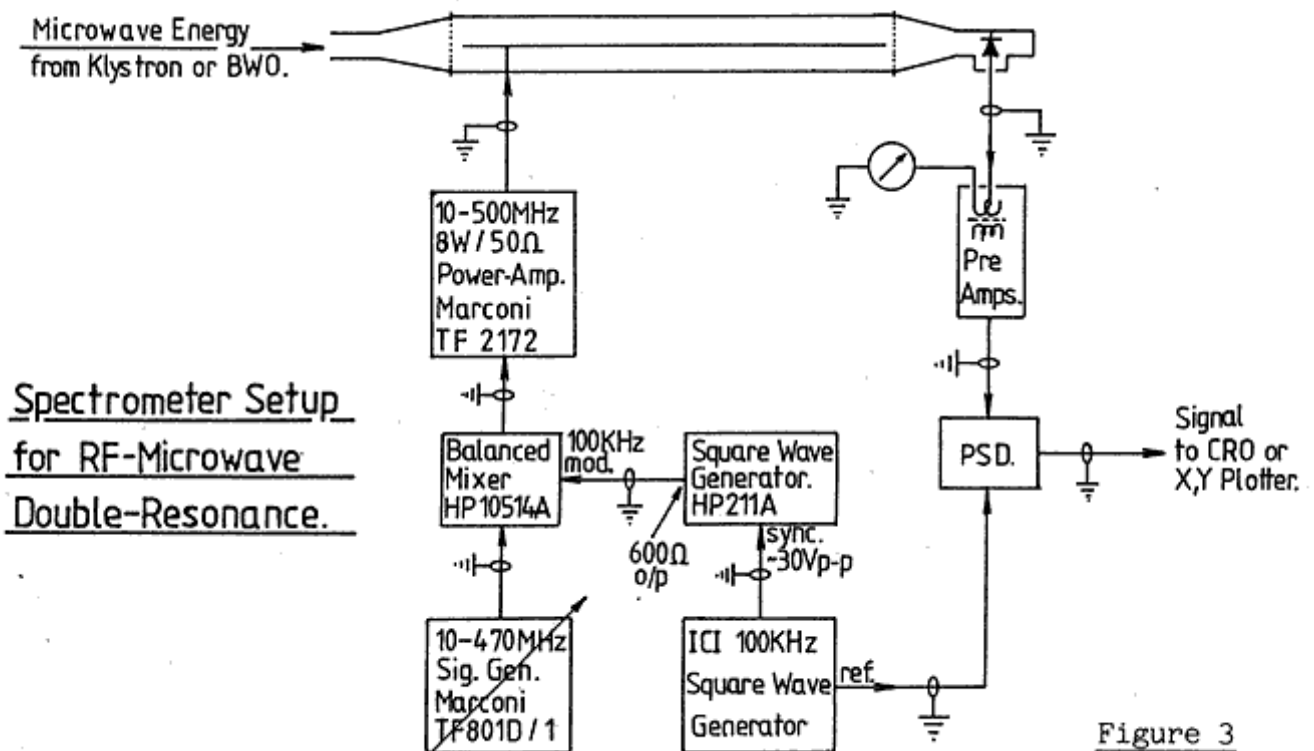 Microwave Energy
from Klystron or BWO.
10-500MHz
8W/50Ω
Power-Amp.
Marconi
TF 2172
Pre
Amps.
Spectrometer Setup
for RF-Microwave
Double-Resonance.
Balanced
Mixer
HP10514A
100KHz
mod.
Square Wave
Generator.
HP211A
PSD.
Signal
to CRO or
X,Y Plotter.
600Ω
o/p
sync.
~30Vp-p
10-470MHz
Sig. Gen.
Marconi
TF801D/1
ICI 100KHz
Square Wave
Generator
ref.
Figure 3